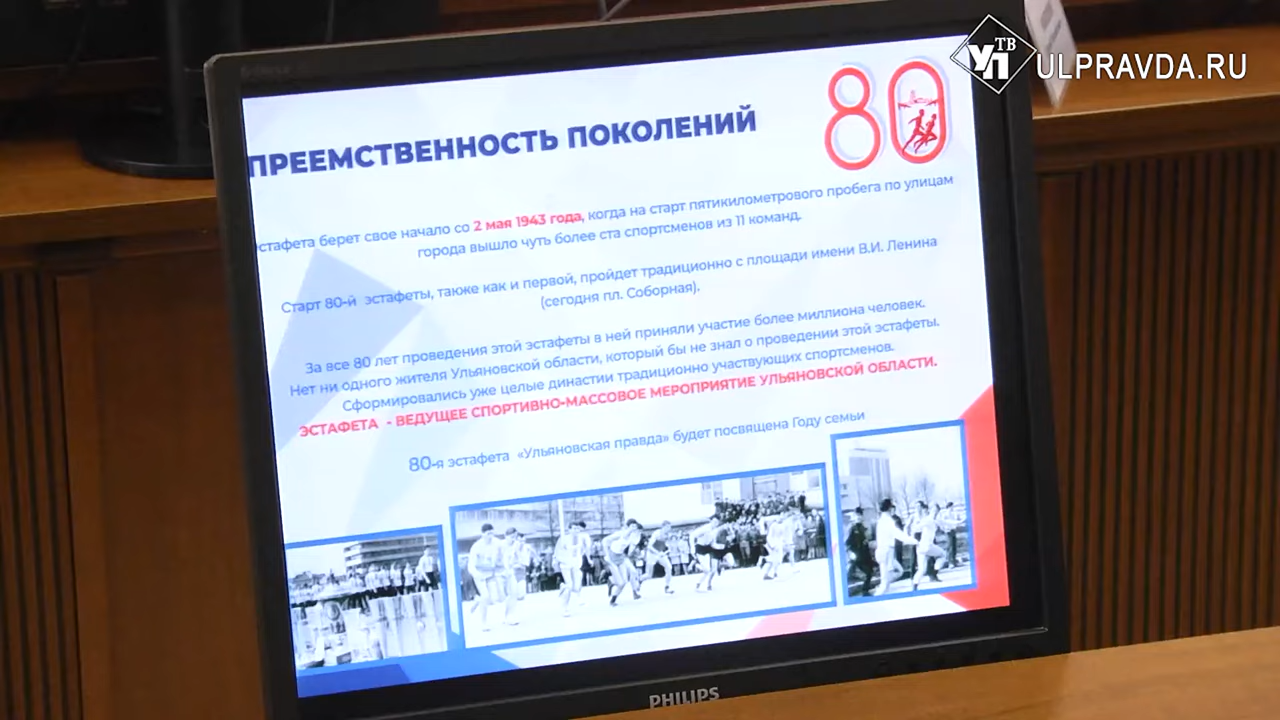 ТВ
УП
ULPRAVDA.RU
80
ПРЕЕМСТВЕННОСТЬ ПОКОЛЕНИЙ
стафета берет свое начало со 2 мая 1943 года, когда на старт пятикилометрового пробега по улицам
города вышло чуть более ста спортсменов из 11 команд.
Старт 80-й эстафеты, также как и первой, пройдет традиционно с площади имени В.И. Ленина
(сегодня пл. Соборная).
За все 80 лет проведения этой эстафеты в ней приняли участие более миллиона человек.
Нет ни одного жителя Ульяновской области, который бы не знал о проведении этой эстафеты.
Сформировались уже целые династии традиционно участвующих спортсменов.
ЭСТАФЕТА - ВЕДУЩЕЕ СПОРТИВНО-МАССОВОЕ МЕРОПРИЯТИЕ УЛЬЯНОВСКОЙ ОБЛАСТИ.
80-я эстафета «Ульяновская правда» будет посвящена Году семьи
PHILIPS